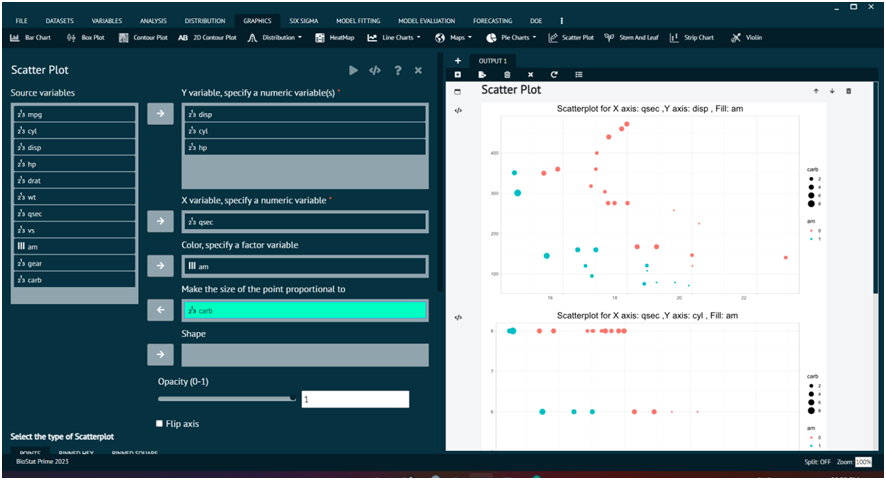 FILE DATASETS VARIABLES ANALYSIS DISTRIBUTION GRAPHICS SIX SIGMA MODEL FITTING MODEL EVALUATION FORECASTING DOE
Bar Chart Box Plot Contour Plot AB 2D Contour Plot Distribution HeatMap Line Charts Maps Pie Charts Scatter Plot Stem And Leaf Strip Chart Violin
Scatter Plot
Source variables
mpg
cyl
disp
hp
drat
wt
qsec
vs
am
gear
carb
Y variable, specify a numeric variable(s) *
disp
cyl
hp
X variable, specify a numeric variable *
qsec
Color, specify a factor variable
am
Make the size of the point proportional to
carb
Shape
Opacity (0-1)
1
Flip axis
Select the type of Scatterplot
POINTS BINNED HEX BINNED SQUARE
BioStat Prime 2023
OUTPUT 1
Scatter Plot
Scatterplot for X axis: qsec ,Y axis: disp , Fill: am
400
300
200
100
16 18 20 22
carb
2
4
6
8
am
0
1
Scatterplot for X axis: qsec ,Y axis: cyl , Fill: am
8
7
6
carb
2
4
6
8
am
0
1
Split: OFF Zoom: 100%